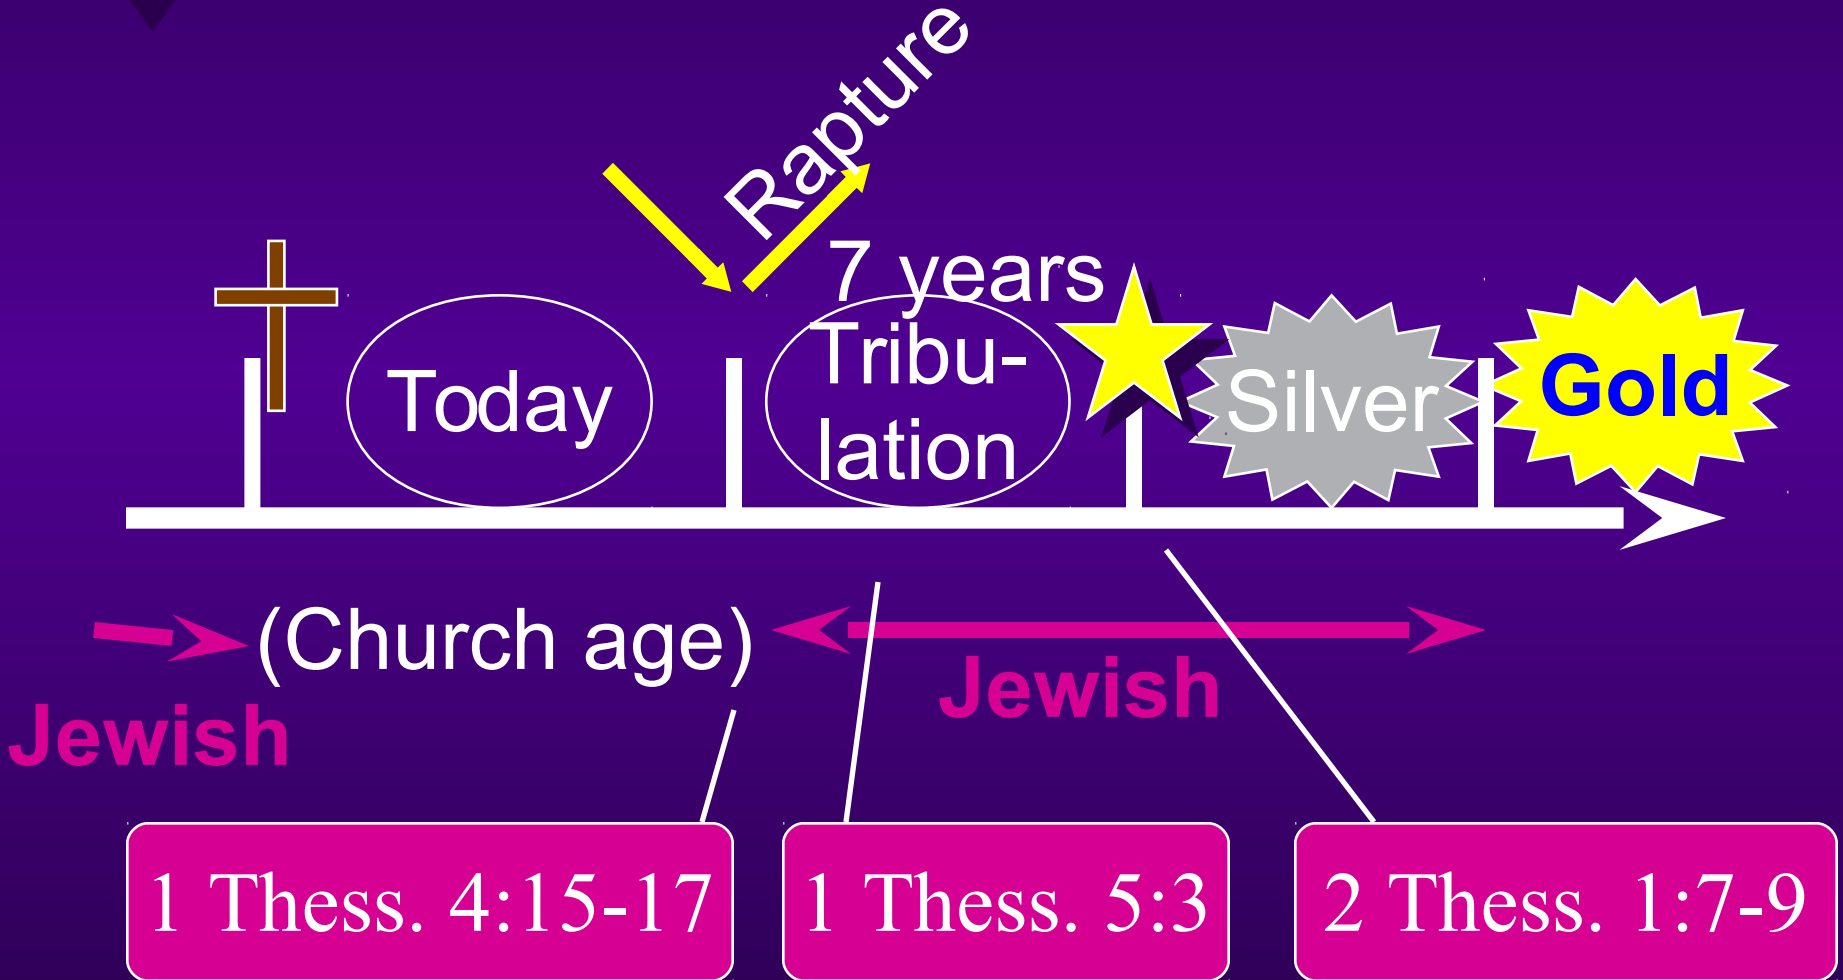 Rapture
7 years
Today
Tribu-
lation
Silver
Gold
(Church age)
Jewish
Jewish
1 Thess. 4:15-17
1 Thess. 5:3
2 Thess. 1:7-9